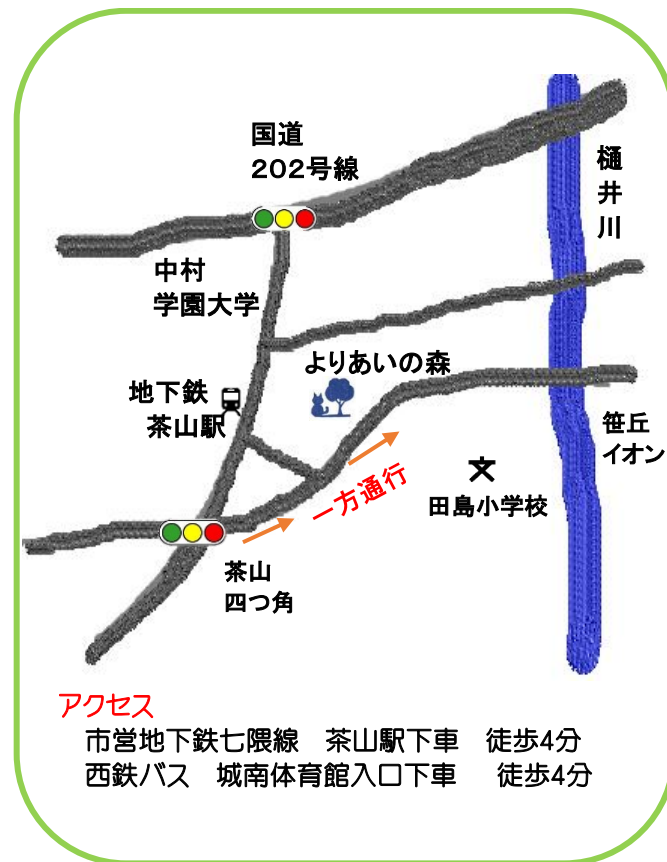 国道
202号線
樋井川
中村
学園大学
よりあいの森
地下鉄
茶山駅
笹丘
イオン
一方通行
田島小学校
茶山
四つ角
アクセス
市営地下鉄七隈線 茶山駅下車 徒歩4分
西鉄バス 城南体育館入口下車 徒歩4分